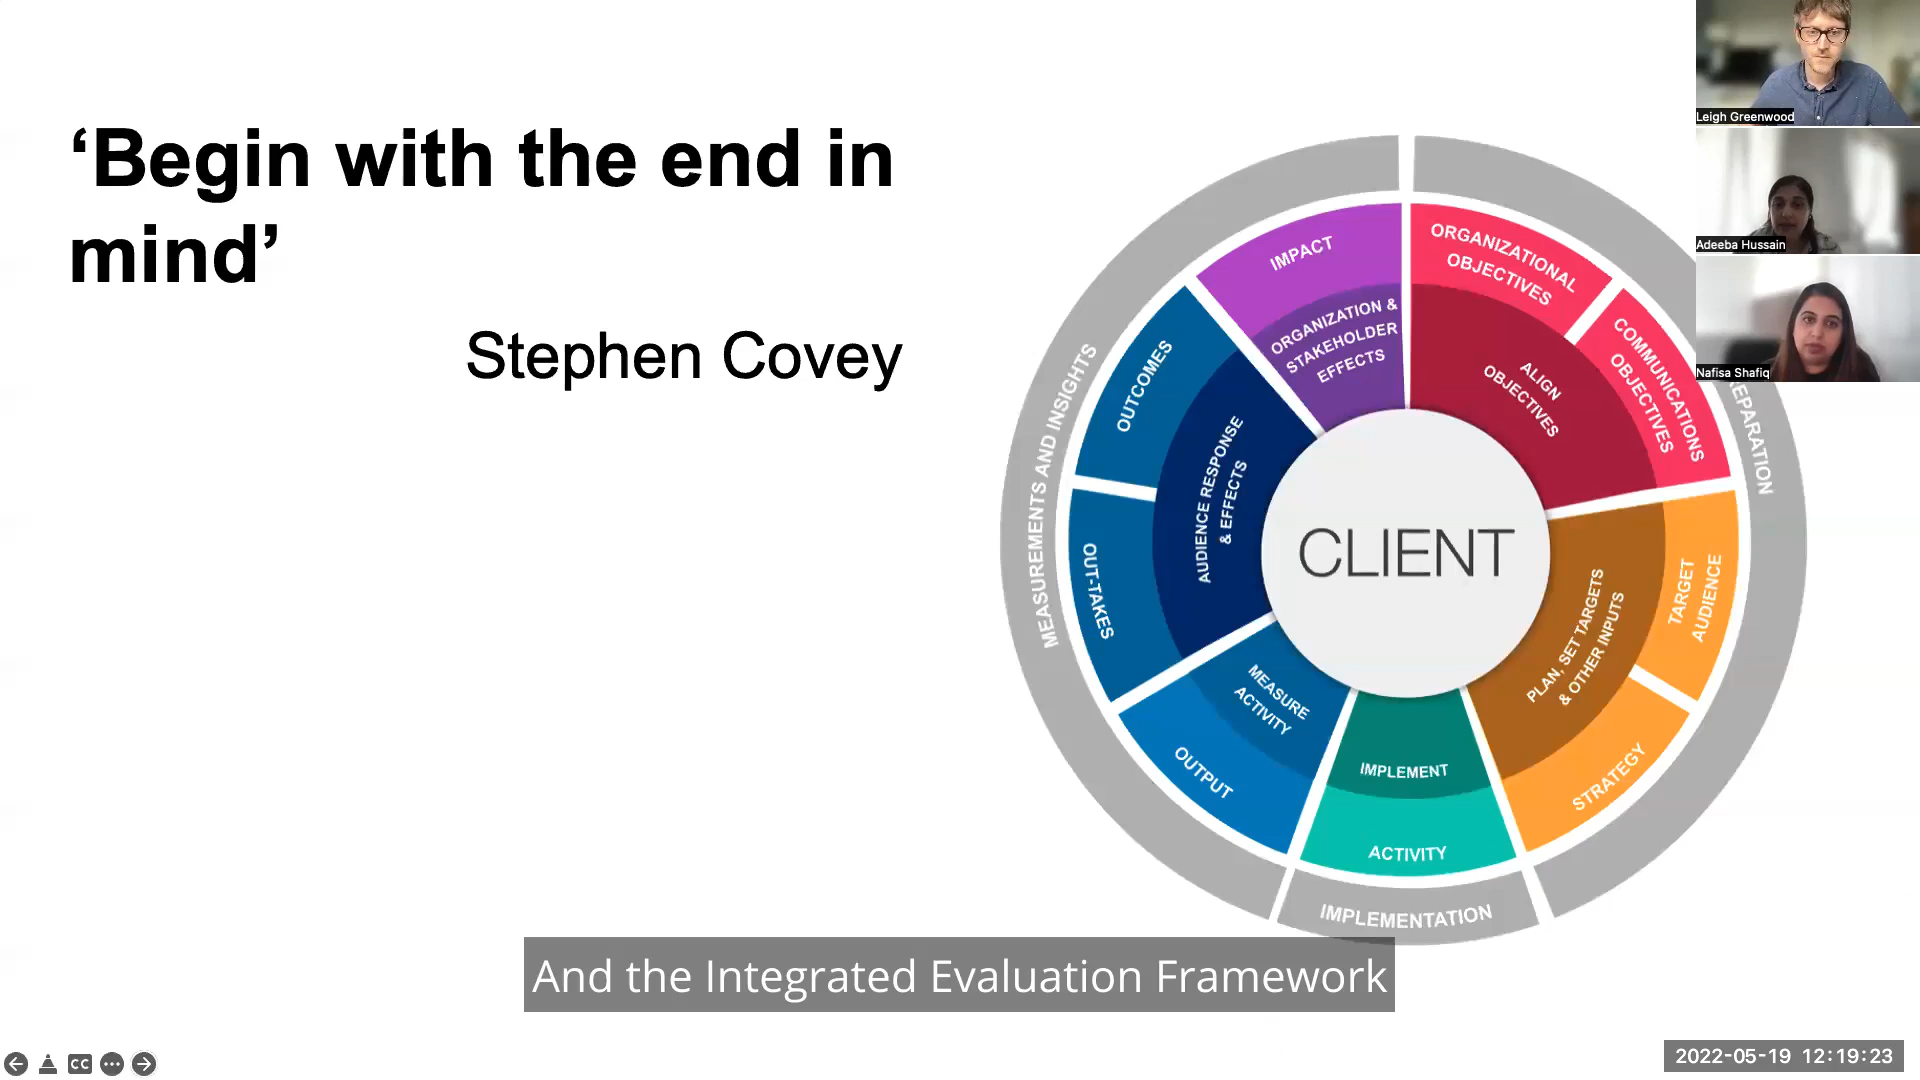 ‘Begin with the end in
mind’
Stephen Covey
IMPACT
ORGANIZATION &
STAKEHOLDER
EFFECTS
ORGANIZATIONAL
OBJECTIVES
COMMUNICATIONS
OBJECTIVES
ALIGN
OBJECTIVES
TARGET
AUDIENCE
STRATEGY
PLAN, SET TARGETS
& OTHER INPUTS
IMPLEMENT
ACTIVITY
IMPLEMENTATION
MEASURE
ACTIVITY
OUTPUT
OUT-TAKES
OUTCOMES
AUDIENCE RESPONSE
& EFFECTS
MEASUREMENTS AND INSIGHTS
CLIENT
Leigh Greenwood
Adeeba Hussain
Nafisa Shafiq
And the Integrated Evaluation Framework
CC
2022-05-19 12:19:23